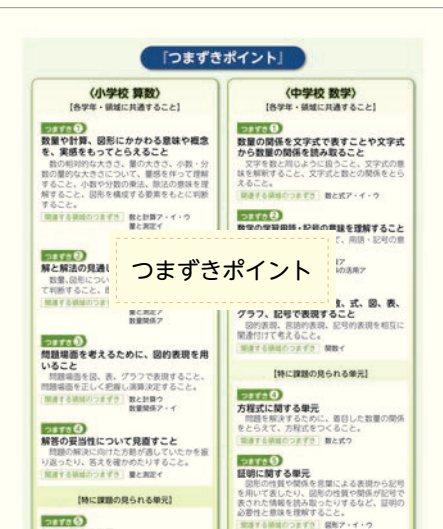 『つまずきポイント』
〈小学校 算数〉
【各学年・領域に共通すること】
つまずき①
数量や計算、図形にかかわる意味や概念
を、実感をもってとらえること
数の相対的な大きさ、量の大きさ、小数・分
数の量的な大きさについて、量感を伴って理解
すること、小数や分数の乗法、除法の意味を理
解すること、図形を構成する要素をもとに判断
すること。
関連する領域のつまずき 数と計算ア・イ・ウ
量と測定イ
つまずき②
解と解法の見通し
数量、図形につい
て判断すること、
関連する領域のつまずき
量と測定ア
数量関係ア
つまずき③
問題場面を考えるために、図的表現を用
いること
問題場面を図、表、グラフで表現すること、
問題場面を正しく把握し演算決定すること。
関連する領域のつまずき 数と計算ウ
数量関係ア・イ
つまずき④
解答の妥当性について見直すこと
問題の解決に向けた方略が適していたかを振
り返ったり、答えを確かめたりすること。
関連する領域のつまずき 量と測定イ
【特に課題の見られる単元】
つまずき⑤
〈中学校 数学〉
【各学年・領域に共通すること】
つまずき①
数量の関係を文字式で表すことや文字式
から数量の関係を読み取ること
文字を数と同じように扱うこと、文字式の意
味を解釈すること、文字式と数との関係をとら
えること。
関連する領域のつまずき 数と式ア・イ・ウ
つまずき②
数学の学習用語・記号の意味を理解すること
て、用語・記号の意
の活用ア
数、式、図、表、
グラフ、記号で表現すること
図的表現、言語的表現、記号的表現を相互に
関連付けて考えること。
関連する領域のつまずき 関数イ
【特に課題の見られる単元】
つまずき④
方程式に関する単元
問題を解決するために、着目した数量の関係
をとらえて、方程式をつくること。
関連する領域のつまずき 数と式ウ
つまずき⑤
証明に関する単元
図形の性質や関係を言葉による表現から記号
を用いて表したり、図形の性質や関係が記号で
表された情報を読み取ったりするなど、証明の
必要性と意味を理解すること。
関連する領域のつまずき 図形ア・イ・ウ
つまずきポイント